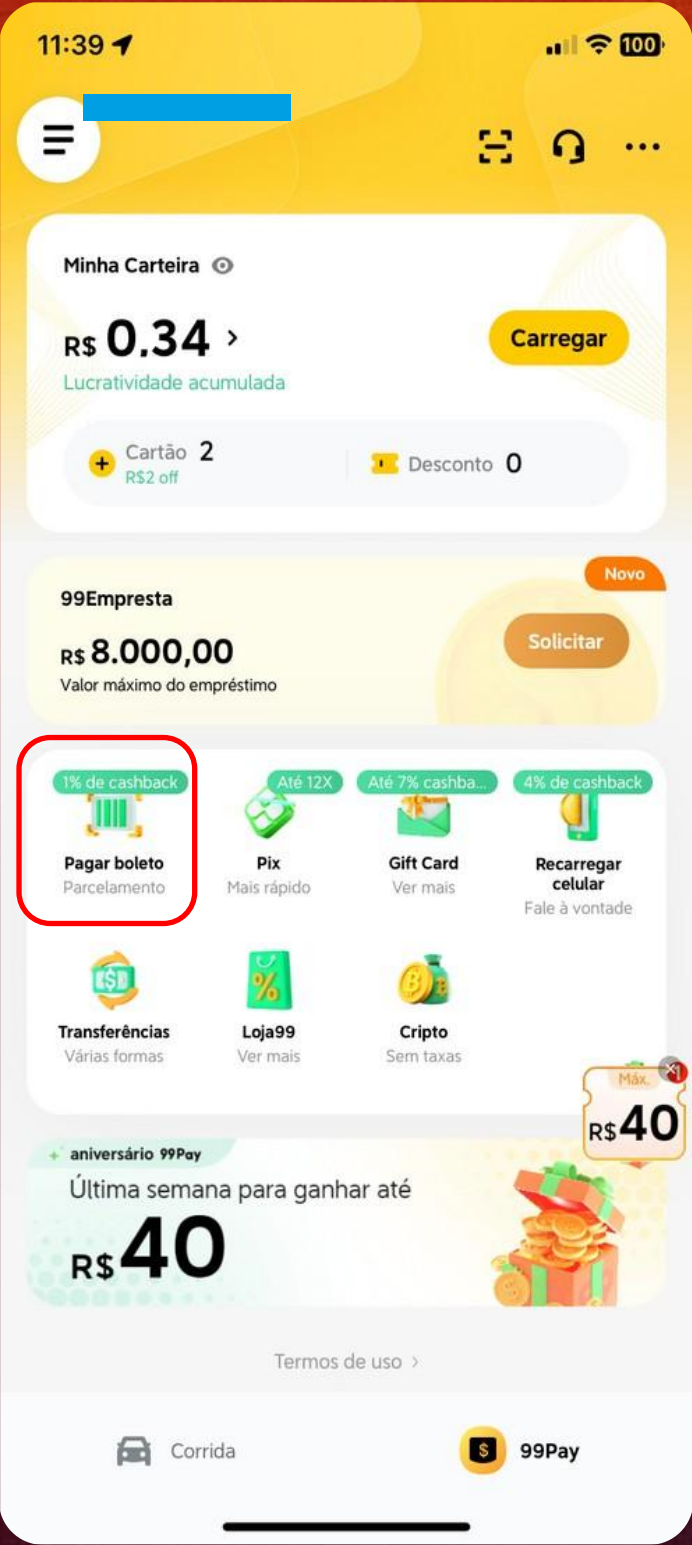 11:39
100
Minha Carteira
R$ 0,34 >
Carregar
Lucratividade acumulada
Cartão 2
R$2 off
Desconto 0
Novo
99Empresta
R$ 8.000,00
Solicitar
Valor máximo do empréstimo
1% de cashback
Até 12X
Até 7% cashba...
4% de cashback
Pagar boleto
Parcelamento
Pix
Mais rápido
Gift Card
Ver mais
Recarregar
celular
Fale à vontade
Transferências
Várias formas
Loja99
Ver mais
Cripto
Sem taxas
Máx.
R$40
aniversário 99Pay
Última semana para ganhar até
R$40
Termos de uso >
Corrida
99Pay